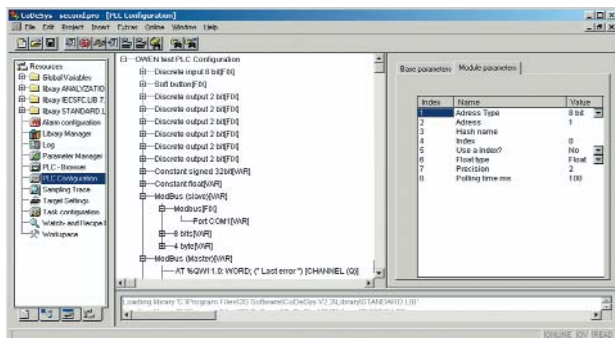 CoDeSys - second.pro - [PLC Configuration]
File Edit Project Insert Extras Online Window Help
Resources
Global Variables
library ANALYZATIO
library IECSFC.LIB 7.
library STANDARD.L
Alarm configuration
Library Manager
Log
Parameter Manager
PLC - Browser
PLC Configuration
Sampling Trace
Target Settings
Task configuration
Watch- and Recipe
Workspace
OWEN test PLC Configuration
Discrete input 8 bit[FIX]
Soft button[FIX]
Discrete output 2 bit[FIX]
Discrete output 2 bit[FIX]
Discrete output 2 bit[FIX]
Discrete output 2 bit[FIX]
Discrete output 2 bit[FIX]
Constant signed 32bit[VAR]
Constant float[VAR]
ModBus (slave)[VAR]
Modbus[FIX]
Port COM1[VAR]
8 bits[VAR]
4 byte[VAR]
ModBus (Master)[VAR]
AT %QW11.0: WORD; (* Last error *) [CHANNEL (Q)]
Base parameters Module parameters
Index Name Value
1 Adress Type 8 bit
2 Adress 1
3 Hash name
4 Index 0
5 Use a index? No
6 Float type Float
7 Precision 2
8 Polling time ms 100
Loading library 'C:\Program Files\3S Software\CoDeSys V2.3\Library\STANDARD.LIB'
ONLINE OV READ